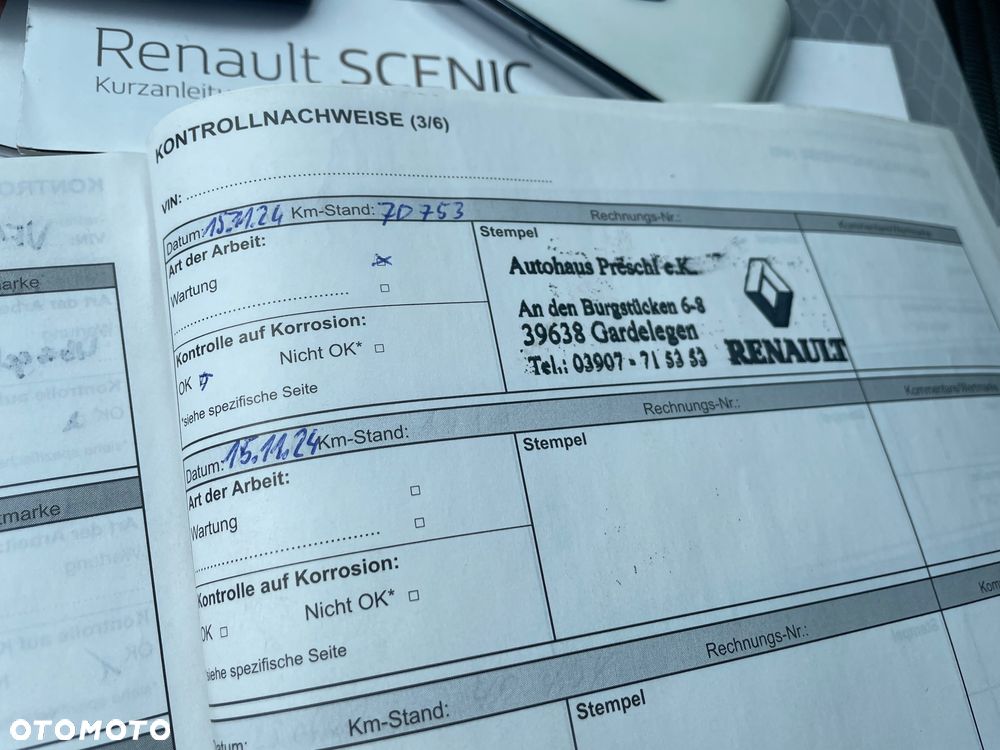 Renault SCENIC
KONTROLLNACHWEISE (3/6)
VIN:
Datum: 15.11.24 Km-Stand: 70 753 Rechnungs-Nr.:
Art der Arbeit:
Stempel
Wartung
Kontrolle auf Korrosion:
Nicht OK*
OK
*siehe spezifische Seite
Autohaus Preschl e.K.
An den Burgstücken 6-8
39638 Gardelegen
Tel.: 03907 - 71 53 53
RENAULT
Datum: 15.11.24 Km-Stand: Rechnungs-Nr.:
Art der Arbeit:
Stempel
Wartung
Kontrolle auf Korrosion:
Nicht OK*
OK
*siehe spezifische Seite
Km-Stand: Rechnungs-Nr.:
Stempel
OTOMOTO